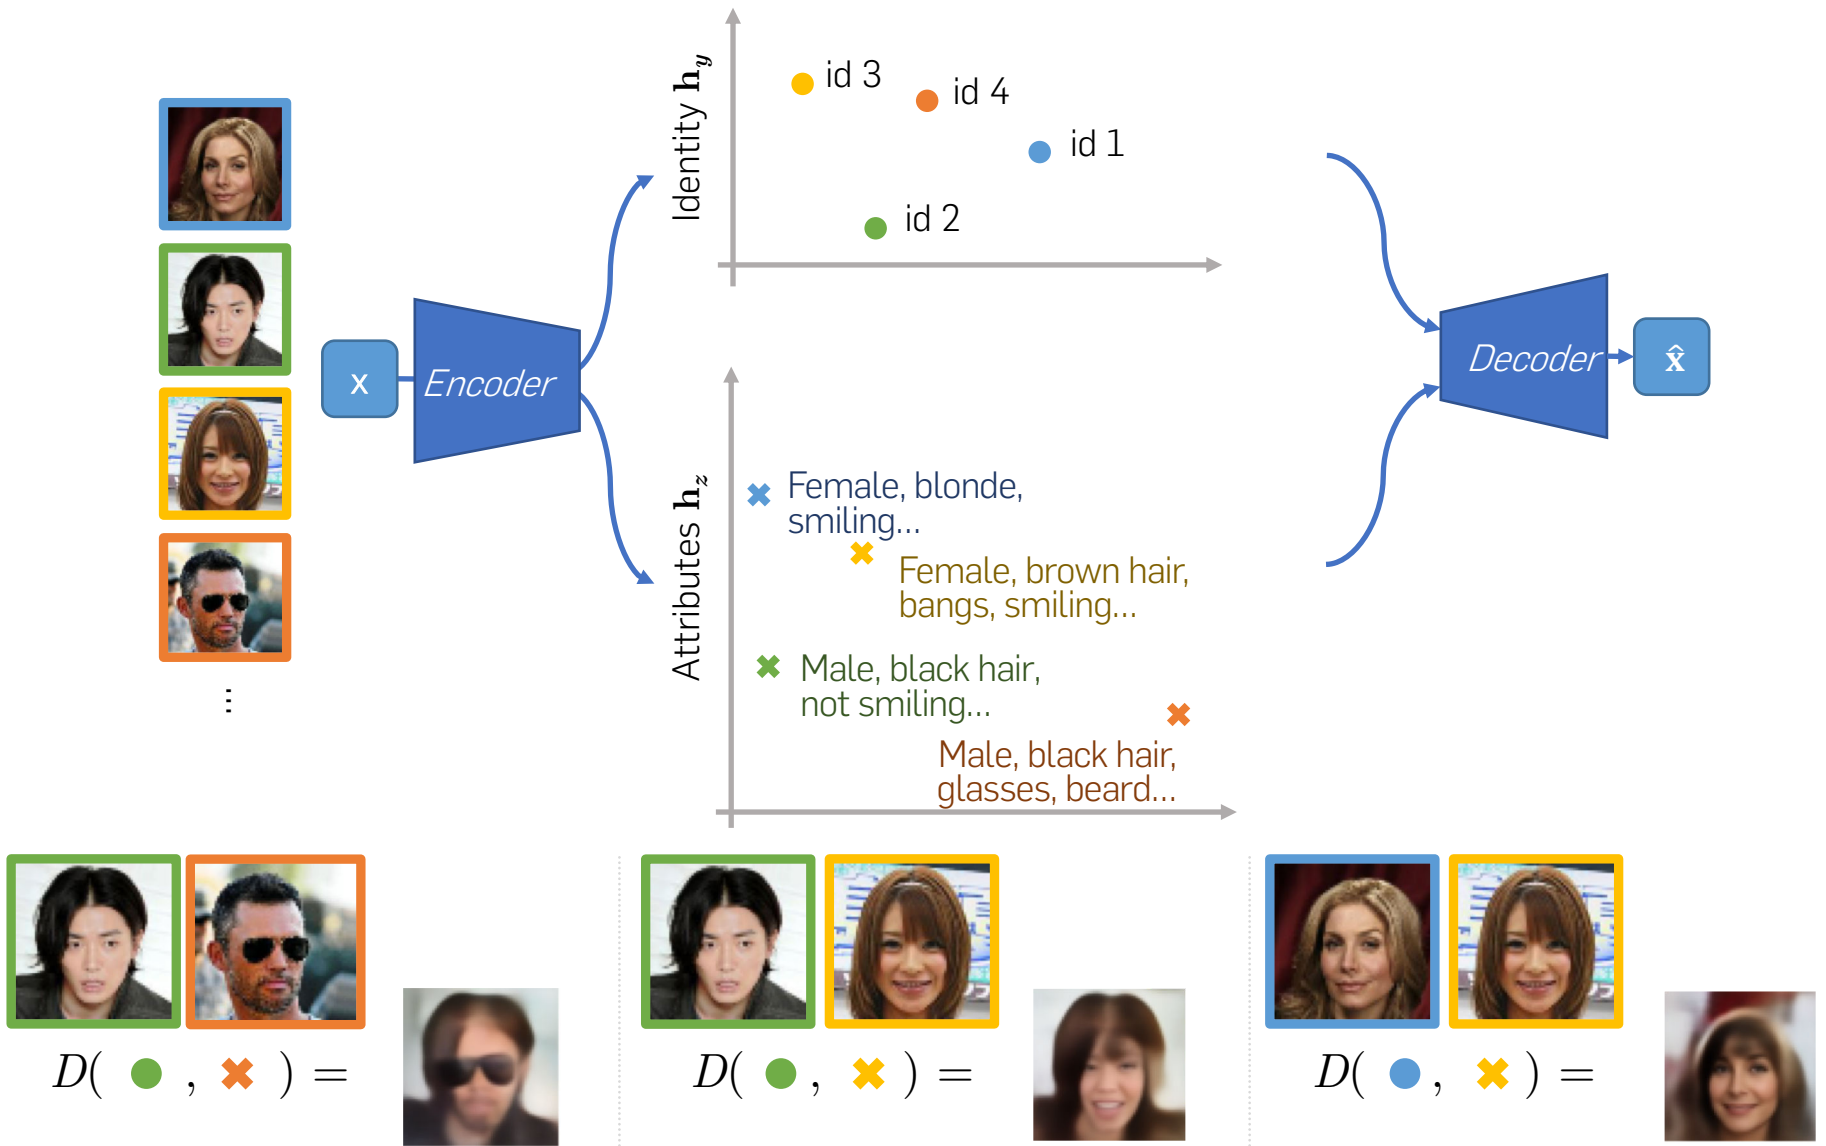 Identity h_y
id 3
id 4
id 1
id 2
x
Encoder
Decoder
x̂
Attributes h_z
Female, blonde,
smiling...
Female, brown hair,
bangs, smiling...
Male, black hair,
not smiling...
Male, black hair,
glasses, beard...
...
D( , ) =
D( , ) =
D( , ) =